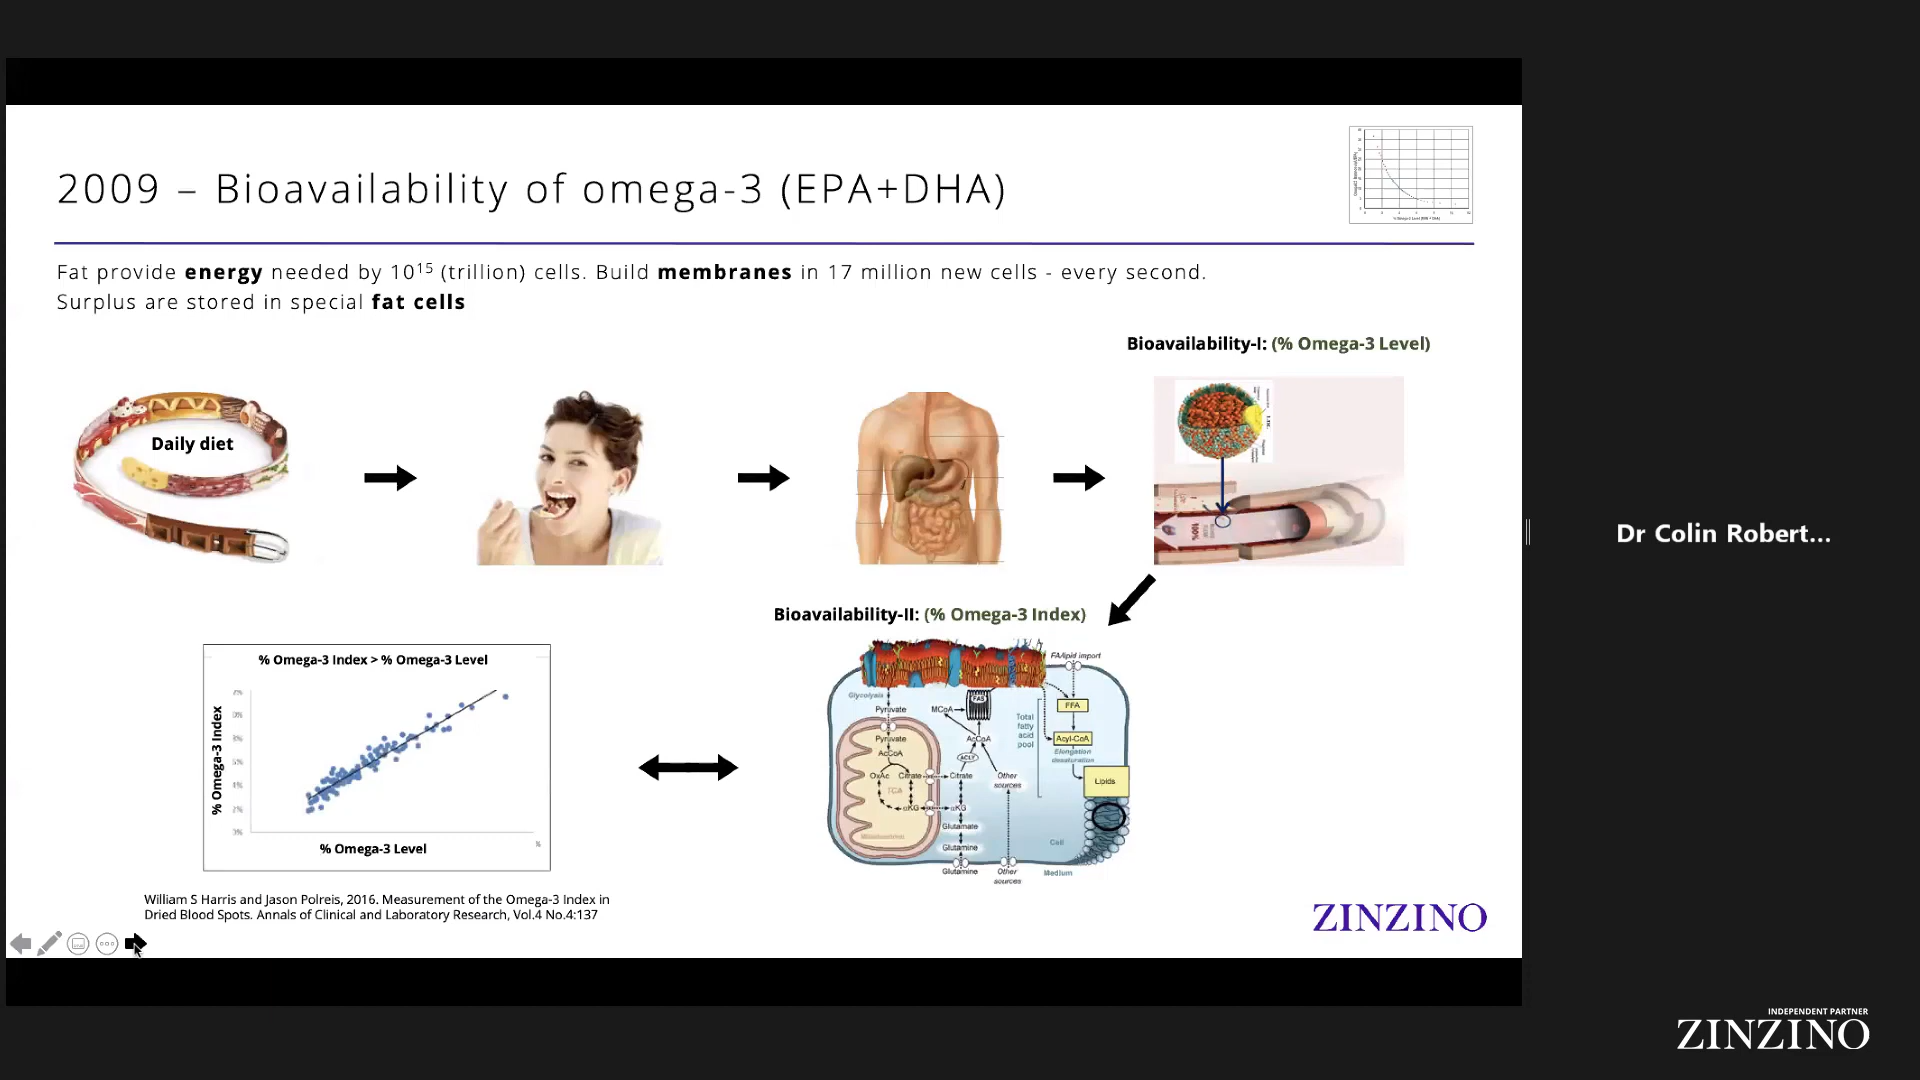 2009 – Bioavailability of omega-3 (EPA+DHA)
Fat provide energy needed by 10¹⁵ (trillion) cells. Build membranes in 17 million new cells - every second.
Surplus are stored in special fat cells
Bioavailability-I: (% Omega-3 Level)
Daily diet
100%
Dr Colin Robert...
Bioavailability-II: (% Omega-3 Index)
% Omega-3 Index > % Omega-3 Level
% Omega-3 Index
% Omega-3 Level
FA/lipid import
Glycolysis
FAS
FFA
Pyruvate
MCoA
Total
fatty
acid
pool
Pyruvate
AcCoA
Acyl-CoA
AcCoA
ACLY
Elongation
desaturation
OxAc
Citrate
Citrate
Other
sources
Lipids
TCA
αKG
αKG
Mitochondrion
Glutamate
Cell
Glutamine
Glutamine
Other
sources
Medium
William S Harris and Jason Polreis, 2016. Measurement of the Omega-3 Index in
Dried Blood Spots. Annals of Clinical and Laboratory Research, Vol.4 No.4:137
ZINZINO
INDEPENDENT PARTNER
ZINZINO